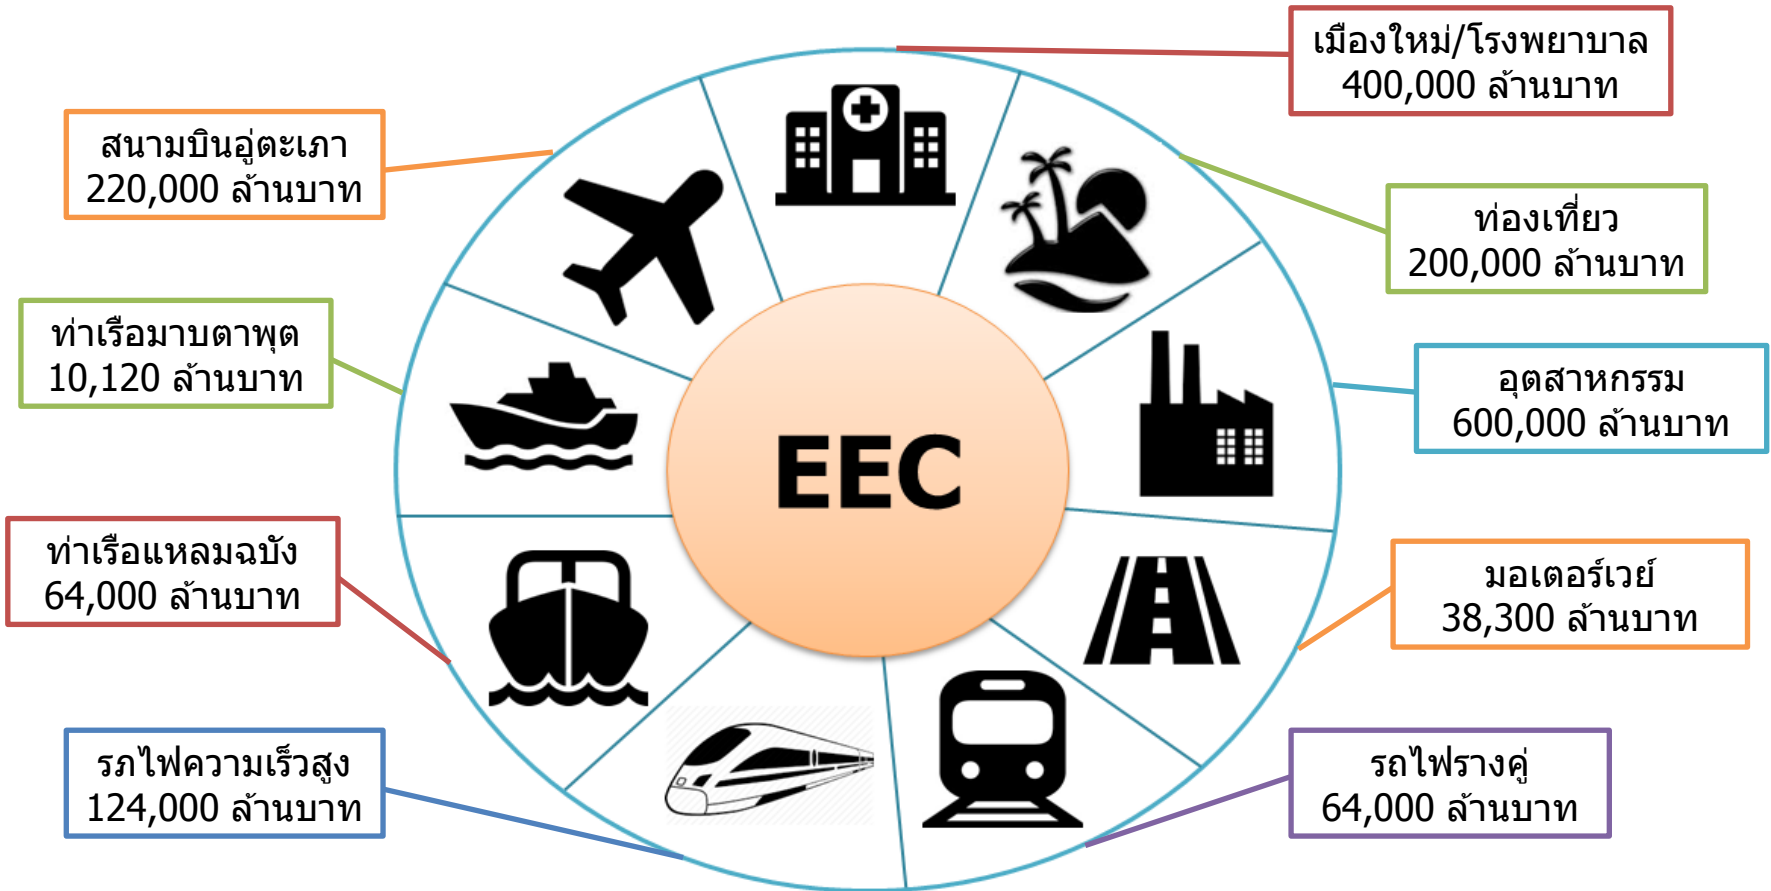 เมืองใหม่/โรงพยาบาล
400,000 ล้านบาท
สนามบินอู่ตะเภา
220,000 ล้านบาท
ท่องเที่ยว
200,000 ล้านบาท
ท่าเรือมาบตาพุต
10,120 ล้านบาท
อุตสาหกรรม
600,000 ล้านบาท
EEC
ท่าเรือแหลมฉบัง
64,000 ล้านบาท
มอเตอร์เวย์
38,300 ล้านบาท
รภไฟความเร็วสูง
124,000 ล้านบาท
รถไฟรางคู่
64,000 ล้านบาท